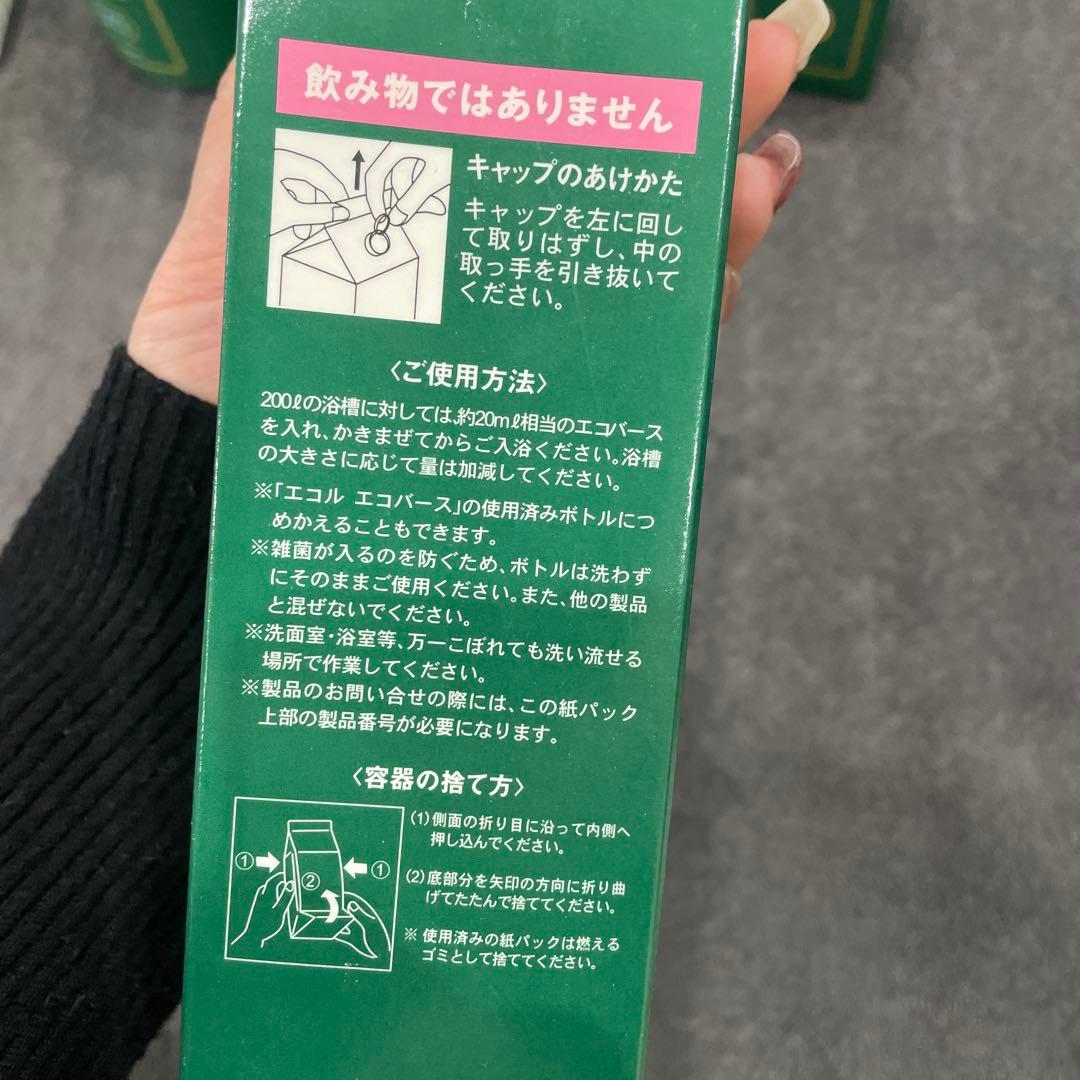 飲み物ではありません
キャップのあけかた
キャップを左に回し
て取りはずし、中の
取っ手を引き抜いて
ください。
〈ご使用方法〉
200ℓの浴槽に対しては、約20mℓ相当のエコバース
を入れ、かきまぜてからご入浴ください。浴槽
の大きさに応じて量は加減してください。
※「エコル エコバース」の使用済みボトルにつ
めかえることもできます。
※雑菌が入るのを防ぐため、ボトルは洗わず
にそのままご使用ください。また、他の製品
と混ぜないでください。
※洗面室・浴室等、万一こぼれても洗い流せる
場所で作業してください。
※製品のお問い合せの際には、この紙パック
上部の製品番号が必要になります。
〈容器の捨て方〉
(1)側面の折り目に沿って内側へ
押し込んでください。
(2)底部分を矢印の方向に折り曲
げてたたんで捨ててください。
※ 使用済みの紙パックは燃える
ゴミとして捨ててください。
① ① ②